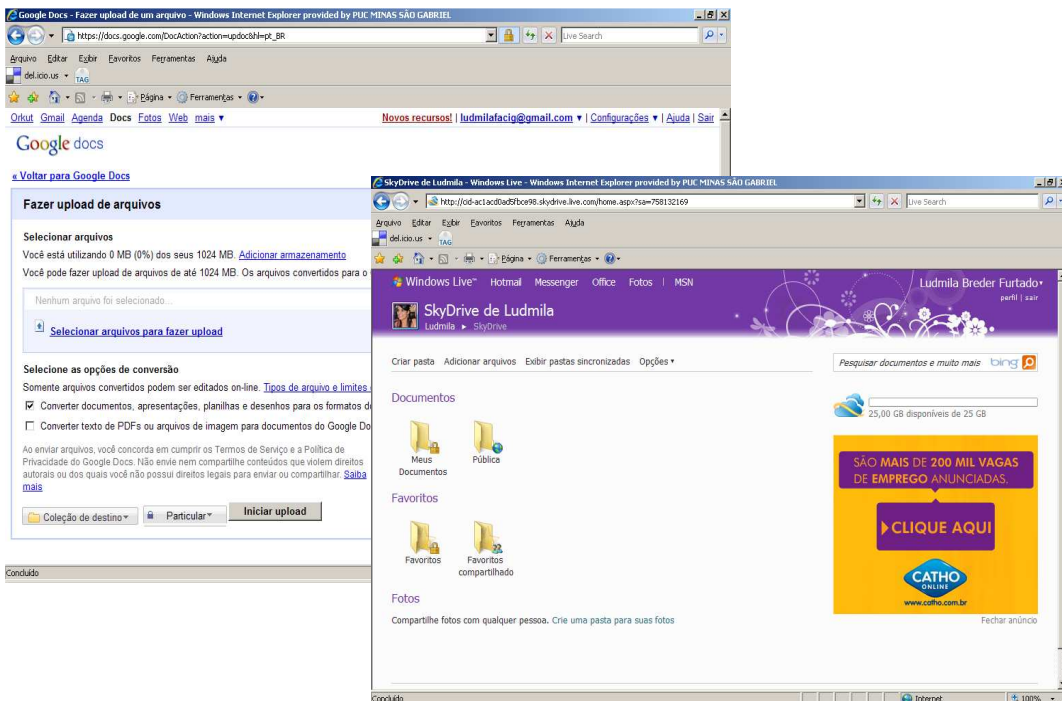 Google Docs - Fazer upload de um arquivo - Windows Internet Explorer provided by PUC MINAS SÃO GABRIEL
https://docs.google.com/DocAction?action=updoc&hl=pt_BR
Live Search
Arquivo Editar Exibir Favoritos Ferramentas Ajuda
del.icio.us TAG
Página Ferramentas
Orkut Gmail Agenda Docs Fotos Web mais Novos recursos! | ludmilafacig@gmail.com | Configurações | Ajuda | Sair
Google docs
« Voltar para Google Docs
Fazer upload de arquivos
Selecionar arquivos
Você está utilizando 0 MB (0%) dos seus 1024 MB. Adicionar armazenamento
Você pode fazer upload de arquivos de até 1024 MB. Os arquivos convertidos para o
Nenhum arquivo foi selecionado...
Selecionar arquivos para fazer upload
Selecione as opções de conversão
Somente arquivos convertidos podem ser editados on-line. Tipos de arquivo e limites
Converter documentos, apresentações, planilhas e desenhos para os formatos d
Converter texto de PDFs ou arquivos de imagem para documentos do Google Do
Ao enviar arquivos, você concorda em cumprir os Termos de Serviço e a Política de
Privacidade do Google Docs. Não envie nem compartilhe conteúdos que violem direitos
autorais ou dos quais você não possui direitos legais para enviar ou compartilhar. Saiba
mais
Coleção de destino Particular Iniciar upload
Concluído
SkyDrive de Ludmila - Windows Live - Windows Internet Explorer provided by PUC MINAS SÃO GABRIEL
Live Search
Arquivo Editar Exibir Favoritos Ferramentas Ajuda
del.icio.us TAG
Página Ferramentas
Windows Live™ Hotmail Messenger Office Fotos | MSN Ludmila Breder Furtado
perfil | sair
SkyDrive de Ludmila
Ludmila ► SkyDrive
Criar pasta Adicionar arquivos Exibir pastas sincronizadas Opções
Pesquisar documentos e muito mais bing
Documentos
25,00 GB disponíveis de 25 GB
Meus
Documentos
Pública
Favoritos
Favoritos
Favoritos
compartilhado
Fotos
Compartilhe fotos com qualquer pessoa. Crie uma pasta para suas fotos
SÃO MAIS DE 200 MIL VAGAS
DE EMPREGO ANUNCIADAS.
CLIQUE AQUI
CATHO
ONLINE
www.catho.com.br
Fechar anúncio
Concluído Internet 100%